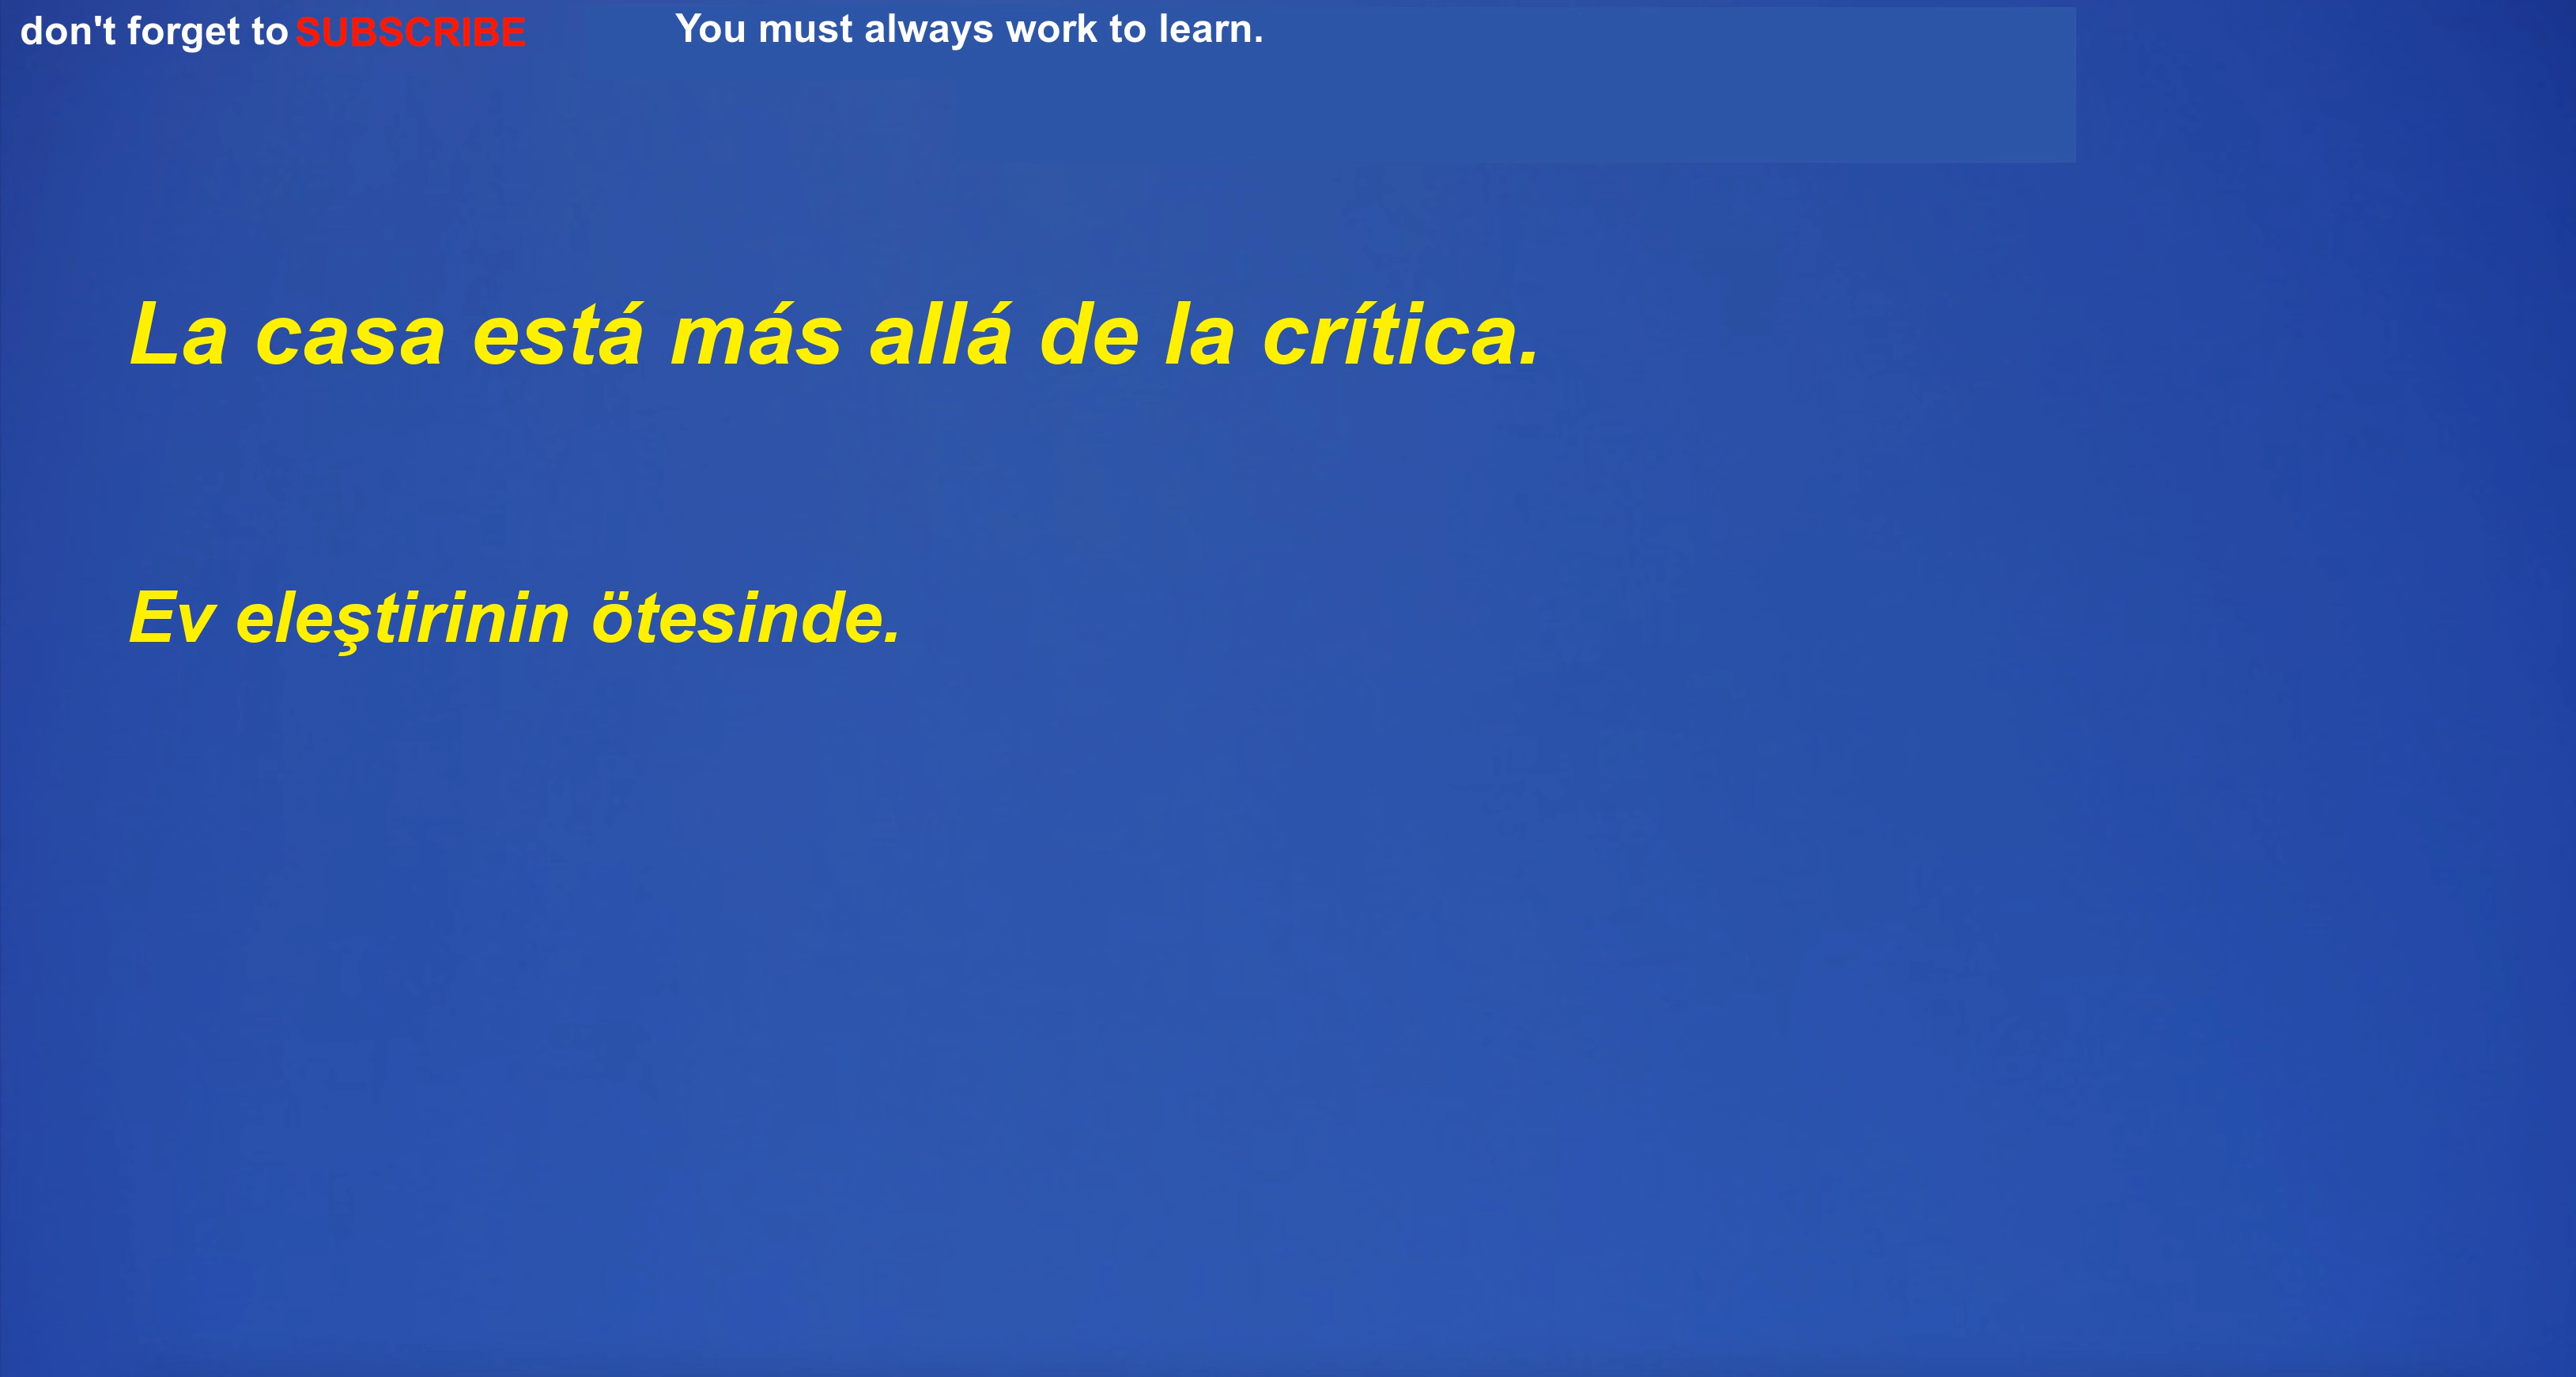 don't forget to SUBSCRIBE You must always work to learn.
La casa está más allá de la crítica.
Ev eleştirinin ötesinde.